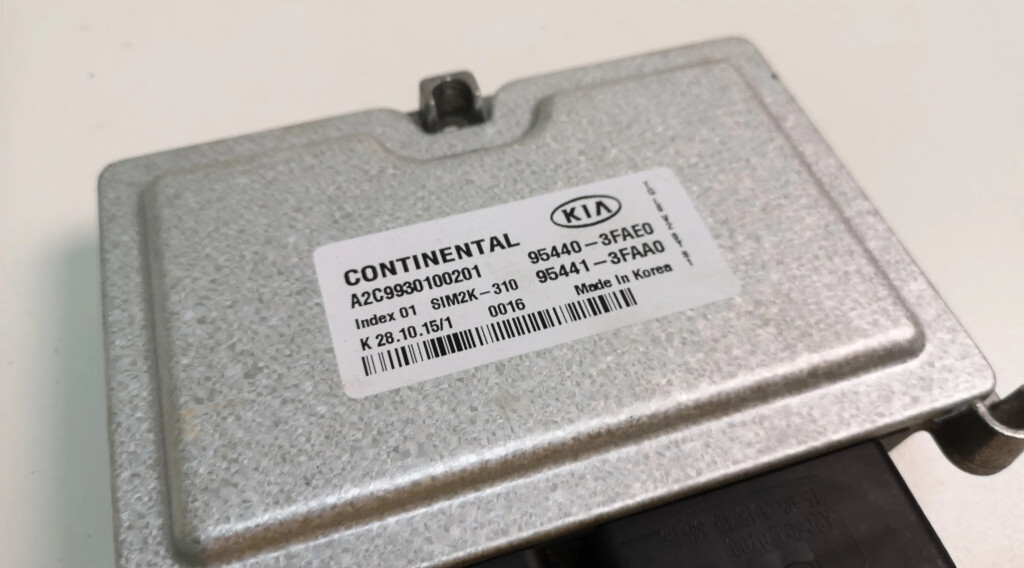 KIA
CONTINENTAL 95440-3FAE0
A2C9930100201 95441-3FAA0
Index 01 SIM2K-310 Made In Korea
K 28.10.15/1 0016